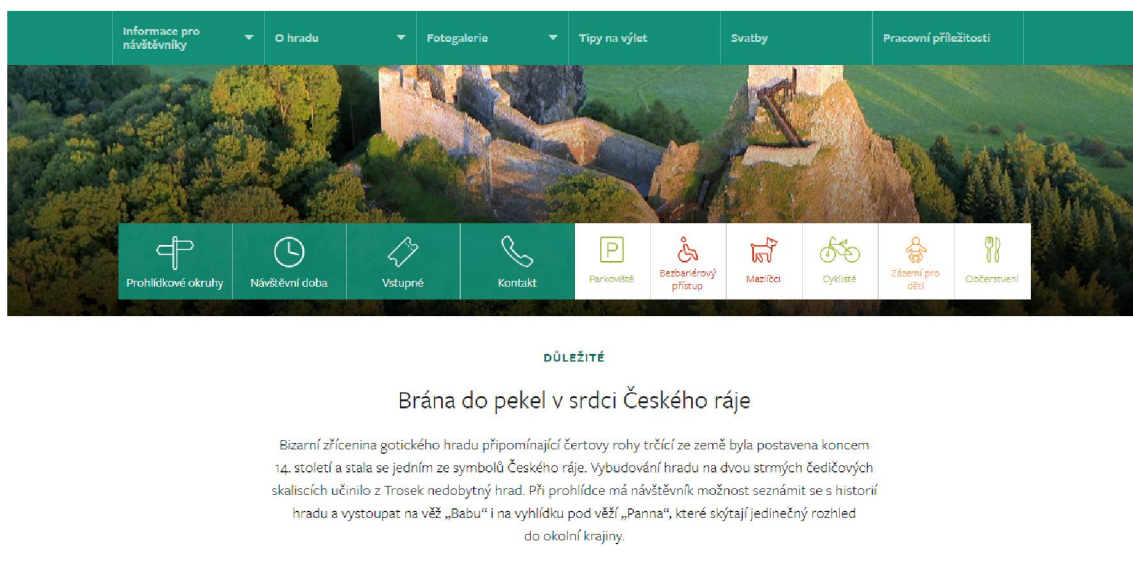 Informace pro
návštěvníky
O hradu
Fotogalerie
Tipy na výlet
Svatby
Pracovní příležitosti
Prohlídkové okruhy
Návštěvní doba
Vstupné
Kontakt
Parkoviště
Bezbariérový
přístup
Mazlíčci
Cyklisté
Zázemí pro
děti
Občerstvení
DŮLEŽITÉ
Brána do pekel v srdci Českého ráje
Bizarní zřícenina gotického hradu připomínající čertovy rohy trčící ze země byla postavena koncem
14. století a stala se jedním ze symbolů Českého ráje. Vybudování hradu na dvou strmých čedičových
skaliscích učinilo z Trosek nedobytný hrad. Při prohlídce má návštěvník možnost seznámit se s historií
hradu a vystoupat na věž „Babu“ i na vyhlídku pod věží „Panna“, které skýtají jedinečný rozhled
do okolní krajiny.